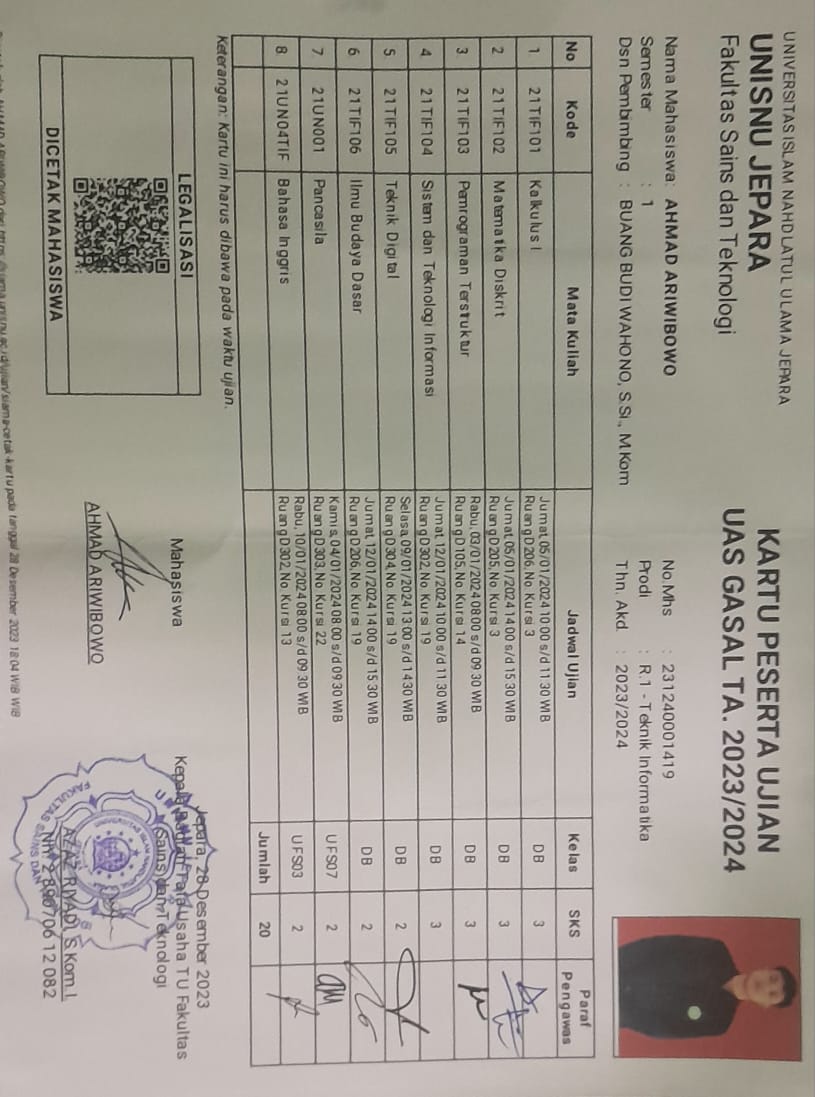 UNIVERSITAS ISLAM NAHDLATUL ULAMA JEPARA
UNISNU JEPARA
Fakultas Sains dan Teknologi
KARTU PESERTA UJIAN
UAS GASAL TA. 2023/2024
Nama Mahasiswa : AHMAD ARIWIBOWO
Semester : 1
Dsn Pembimbing : BUANG BUDI WAHONO, S.Si., M.Kom
No.Mhs : 231240001419
Prodi : R.1 - Teknik Informatika
Thn. Akd. : 2023/2024
No Kode Mata Kuliah Jadwal Ujian Kelas SKS Paraf Pengawas
1 21TIF101 Kalkulus I Jumat,05/01/2024 10:00 s/d 11:30 WIB DB 3
Ruang D206, No. Kursi 3
2 21TIF102 Matematika Diskrit Jumat,05/01/2024 14:00 s/d 15:30 WIB DB 3
Ruang D205, No. Kursi 3
3 21TIF103 Pemrograman Terstruktur Rabu, 03/01/2024 08:00 s/d 09:30 WIB DB 3
Ruang D105, No. Kursi 14
4 21TIF104 Sistem dan Teknologi Informasi Jumat, 12/01/2024 10:00 s/d 11:30 WIB DB 3
Ruang D302, No. Kursi 19
5 21TIF105 Teknik Digital Selasa, 09/01/2024 13:00 s/d 14:30 WIB DB 2
Ruang D304, No. Kursi 19
6 21TIF106 Ilmu Budaya Dasar Jumat, 12/01/2024 14:00 s/d 15:30 WIB DB 2
Ruang D206, No. Kursi 19
7 21UN001 Pancasila Kamis, 04/01/2024 08:00 s/d 09:30 WIB UFS07 2
Ruang D303, No. Kursi 22
8 21UN04TIF Bahasa Inggris Rabu, 10/01/2024 08:00 s/d 09:30 WIB UFS03 2
Ruang D302, No. Kursi 13
Jumlah 20
Keterangan: Kartu ini harus dibawa pada waktu ujian.
LEGALISASI
DICETAK MAHASISWA
Mahasiswa
AHMAD ARIWIBOWO
Jepara, 28 Desember 2023
Kepala Bagian Tata Usaha TU Fakultas
Sains dan Teknologi
AZAZ RIYADI, S.Kom.I.
NIY. 2 890706 12 082
siama-cetak-kartu pada tanggal 28 Desember 2023 18:04 WIB WIB